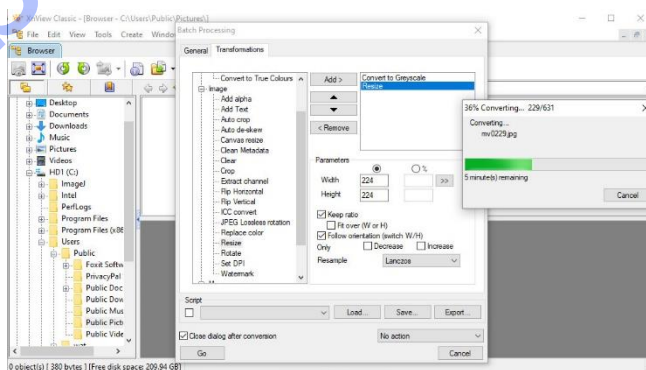 XnView Classic - [Browser - C:\Users\Public\Pictures\]
File Edit View Tools Create Window
Browser
Desktop
Documents
Downloads
Music
Pictures
Videos
HD1 (C:)
ImageJ
Intel
PerfLogs
Program Files
Program Files (x86
Users
Public
Foxit Softw
PrivacyPal
Public Doc
Public Dow
Public Mus
Public Pictu
Public Vide
0 object(s) [ 380 bytes ] [Free disk space: 209.94 GB]
Batch Processing
General Transformations
Convert to True Colours
Image
Add alpha
Add Text
Auto crop
Auto de-skew
Canvas resize
Clean Metadata
Clear
Crop
Extract channel
Flip Horizontal
Flip Vertical
ICC convert
JPEG Lossless rotation
Replace color
Resize
Rotate
Set DPI
Watermark
Add >
< Remove
Convert to Greyscale
Resize
Parameters
%
Width 224 >>
Height 224
Keep ratio
Fit over (W or H)
Follow orientation (switch W/H)
Only Decrease Increase
Resample Lanczos
Script
Load... Save... Export...
Close dialog after conversion No action
Go Cancel
36% Converting... 229/631
Converting...
mv0229.jpg
5 minute(s) remaining
Cancel